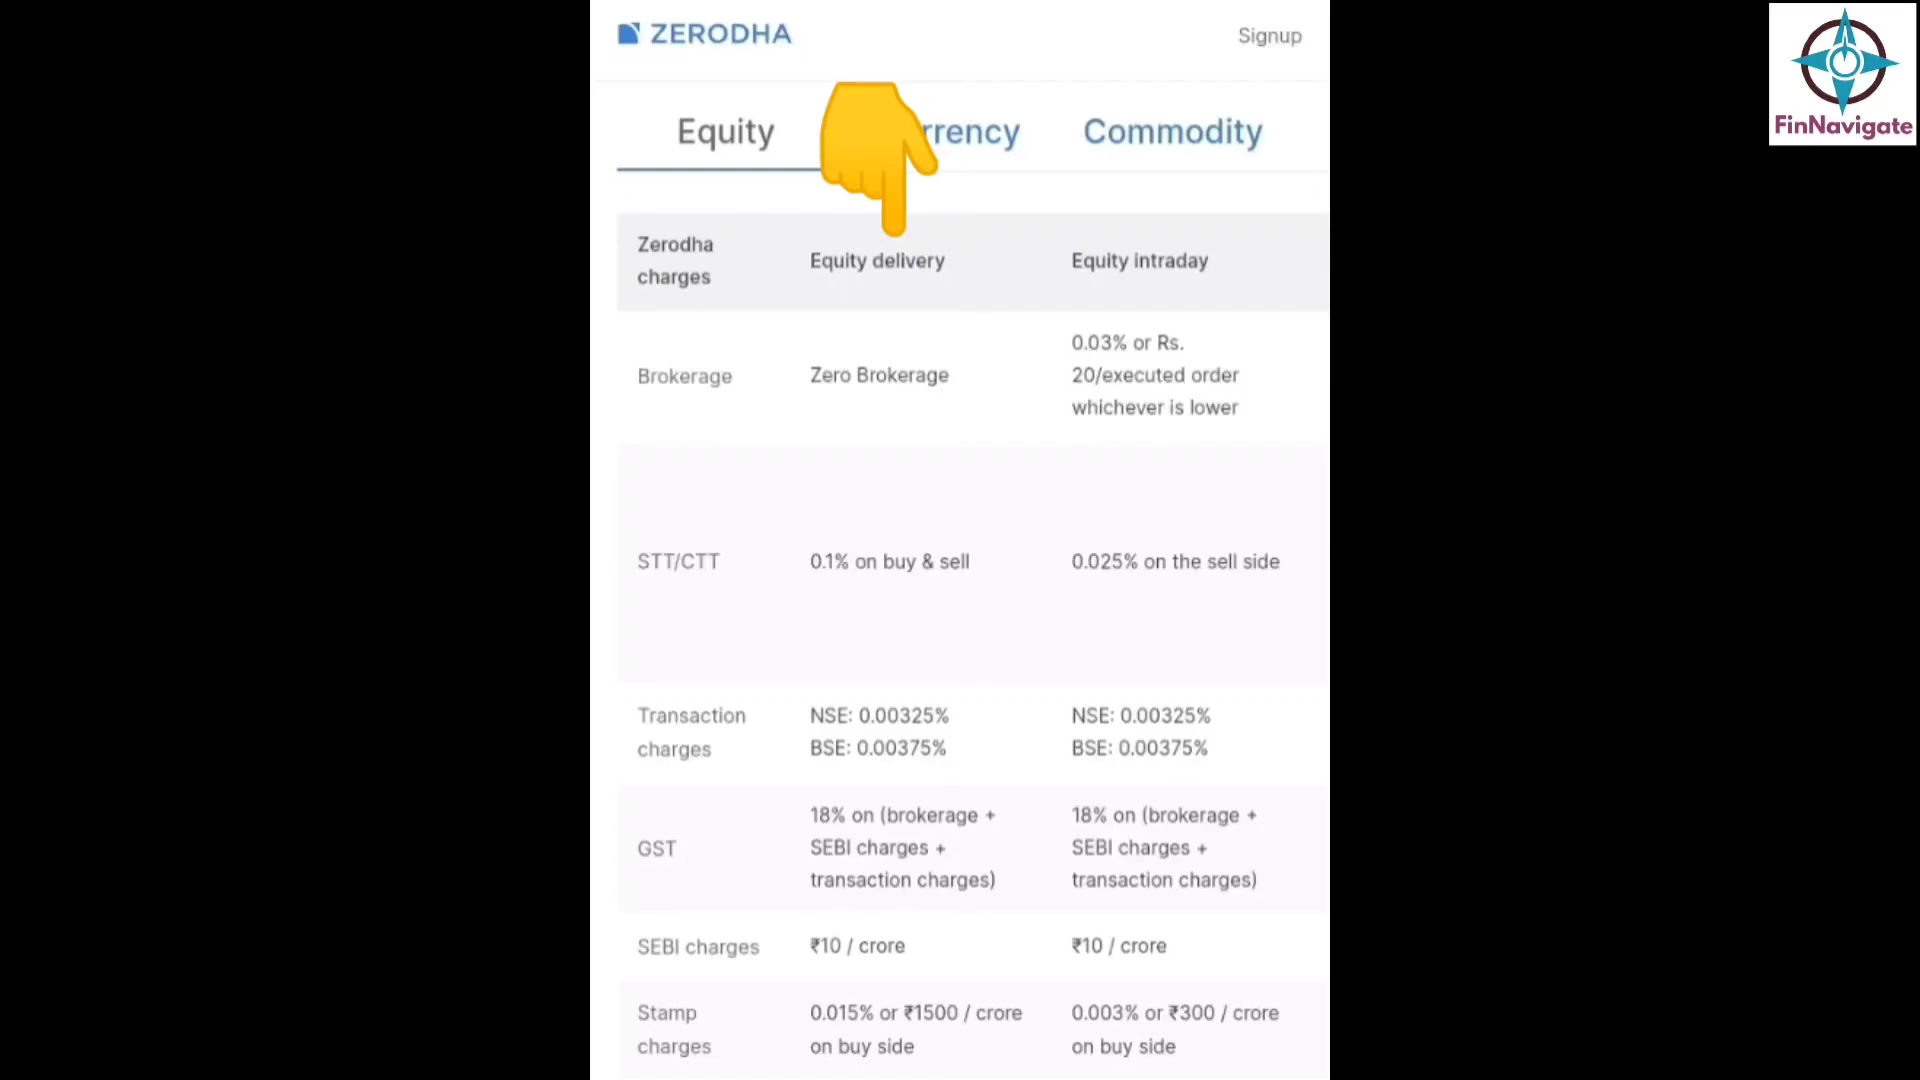 ZERODHA
Signup
FinNavigate
Equity
rrency
Commodity
Zerodha
charges
Equity delivery
Equity intraday
Brokerage
Zero Brokerage
0.03% or Rs.
20/executed order
whichever is lower
STT/CTT
0.1% on buy & sell
0.025% on the sell side
Transaction
charges
NSE: 0.00325%
BSE: 0.00375%
NSE: 0.00325%
BSE: 0.00375%
GST
18% on (brokerage +
SEBI charges +
transaction charges)
18% on (brokerage +
SEBI charges +
transaction charges)
SEBI charges
₹10 / crore
₹10 / crore
Stamp
charges
0.015% or ₹1500 / crore
on buy side
0.003% or ₹300 / crore
on buy side